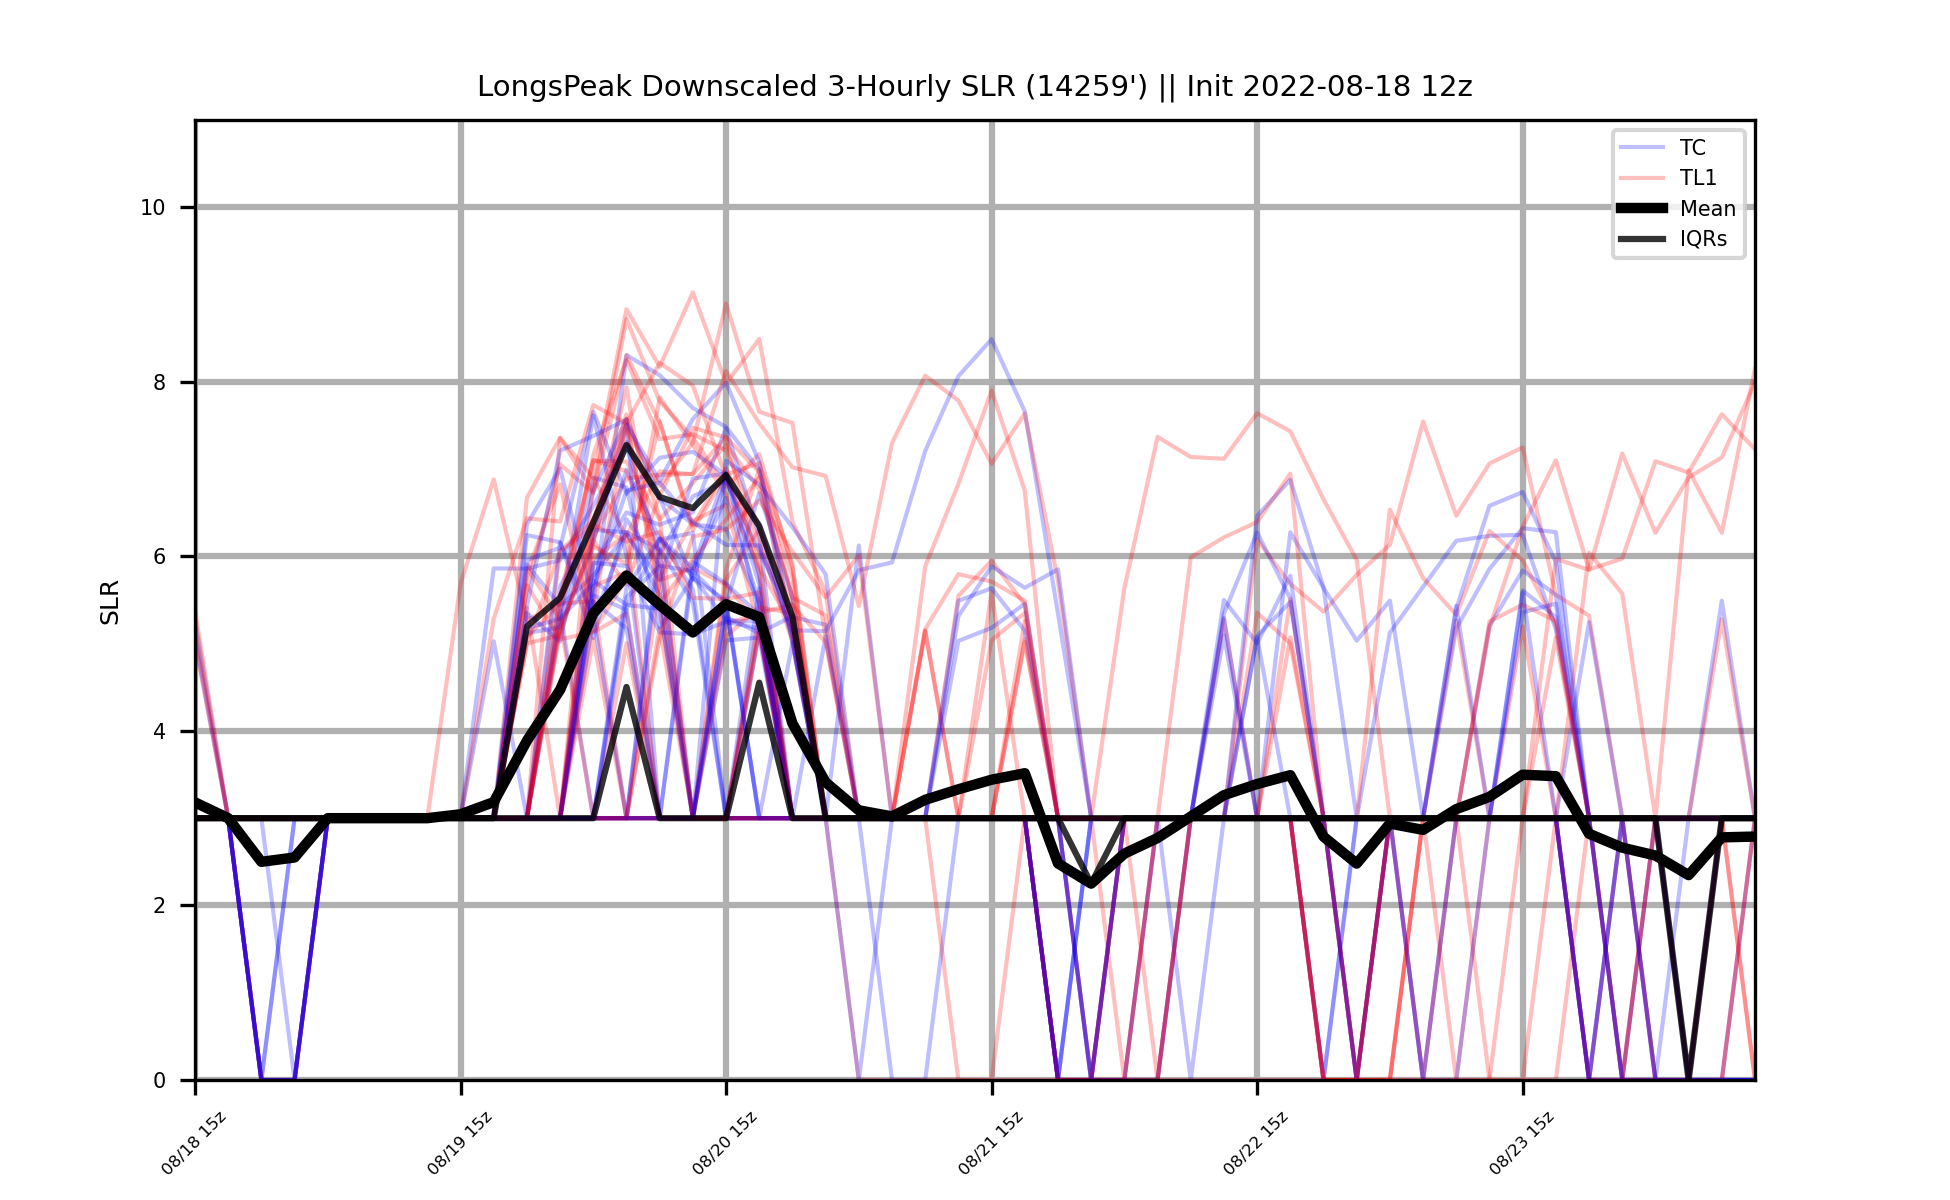 LongsPeak Downscaled 3-Hourly SLR (14259') || Init 2022-08-18 12z
TC
TL1
Mean
IQRs
SLR
10
8
6
4
2
0
08/18 15z
08/19 15z
08/20 15z
08/21 15z
08/22 15z
08/23 15z